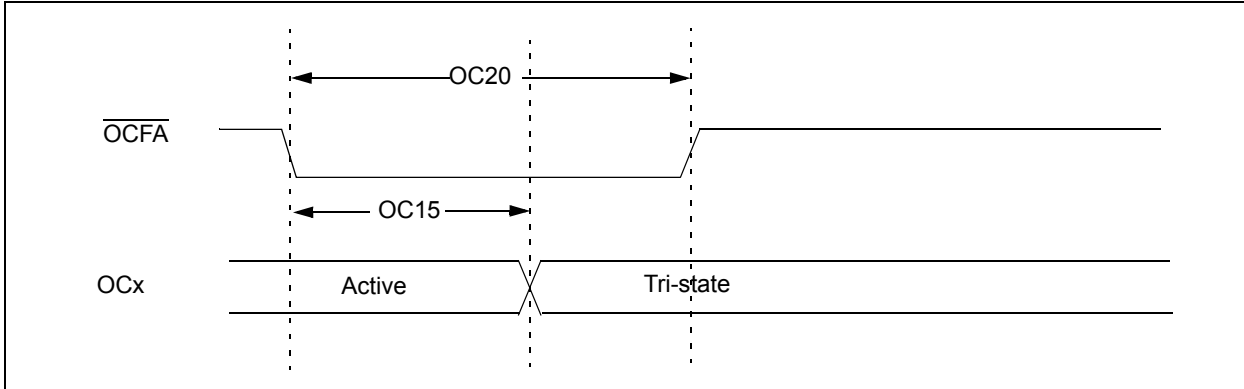 OC20
OCFA
OC15
OCx
Active
Tri-state